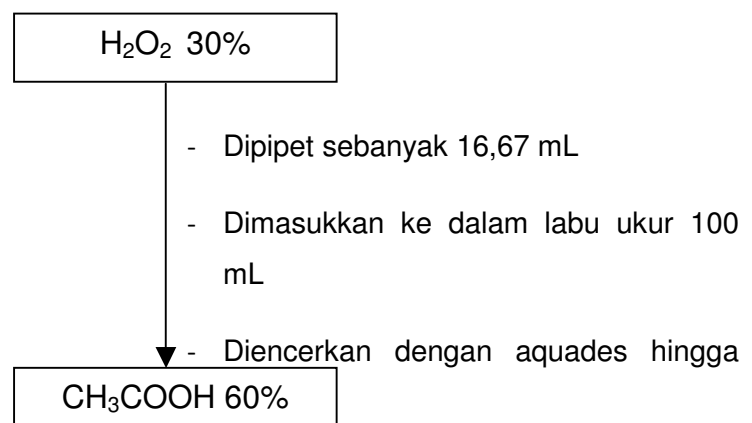 H₂O₂ 30%
- Dipipet sebanyak 16,67 mL
- Dimasukkan ke dalam labu ukur 100
mL
- Diencerkan dengan aquades hingga
CH₃COOH 60%